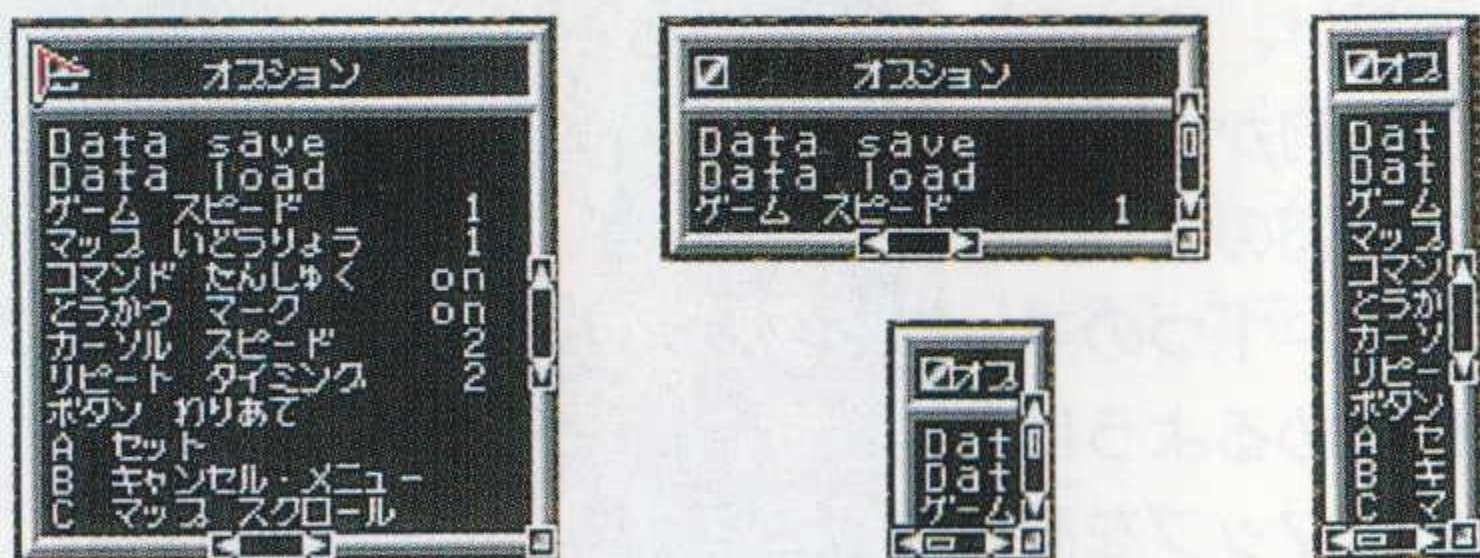 オプション
Data save
Data load
ゲーム スピード 1
マップ いどうりょう 1
コマンド たんしゅく on
とうかつ マーク on
カーソル スピード 2
リピート タイミング 2
ボタン わりあて
A セット
B キャンセル・メニュー
C マップ スクロール
オプション
Data save
Data load
ゲーム スピード 1
オプ
Dat
Dat
ゲーム
オプ
Dat
Dat
ゲーム
マップ
コマン
とうか
カーソ
リピー
ボタン
A セ
B キ
C マ